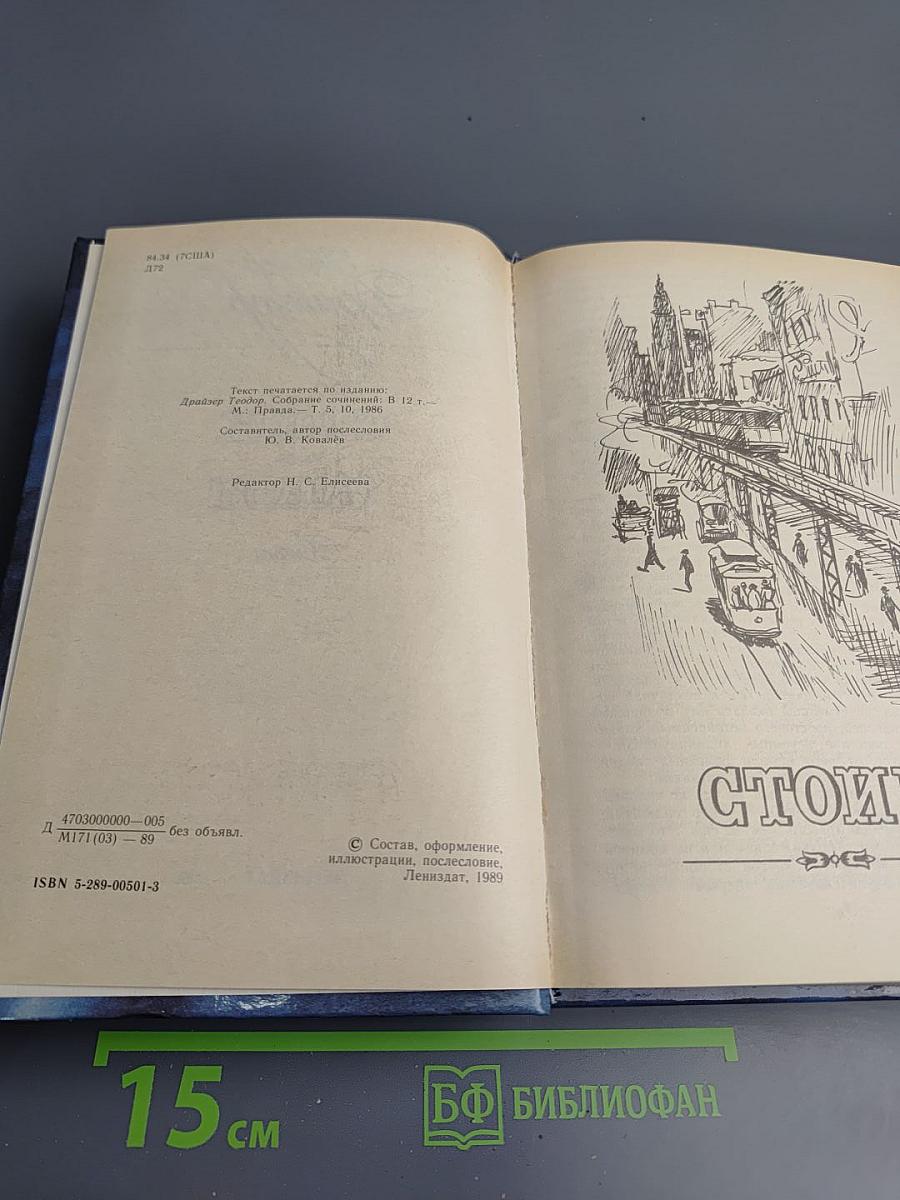 84.34 (7США)
Д72
Текст печатается по изданию:
Драйзер Теодор. Собрание сочинений: В 12 т.—
М.: Правда.— Т. 5, 10, 1986
Составитель, автор послесловия
Ю. В. Ковалёв
Редактор Н. С. Елисеева
Д 4703000000—005
М171(03) — 89 без объявл.
© Состав, оформление,
иллюстрации, послесловие,
Лениздат, 1989
ISBN 5-289-00501-3
СТОИ
15 см
БФ БИБЛИОФАН